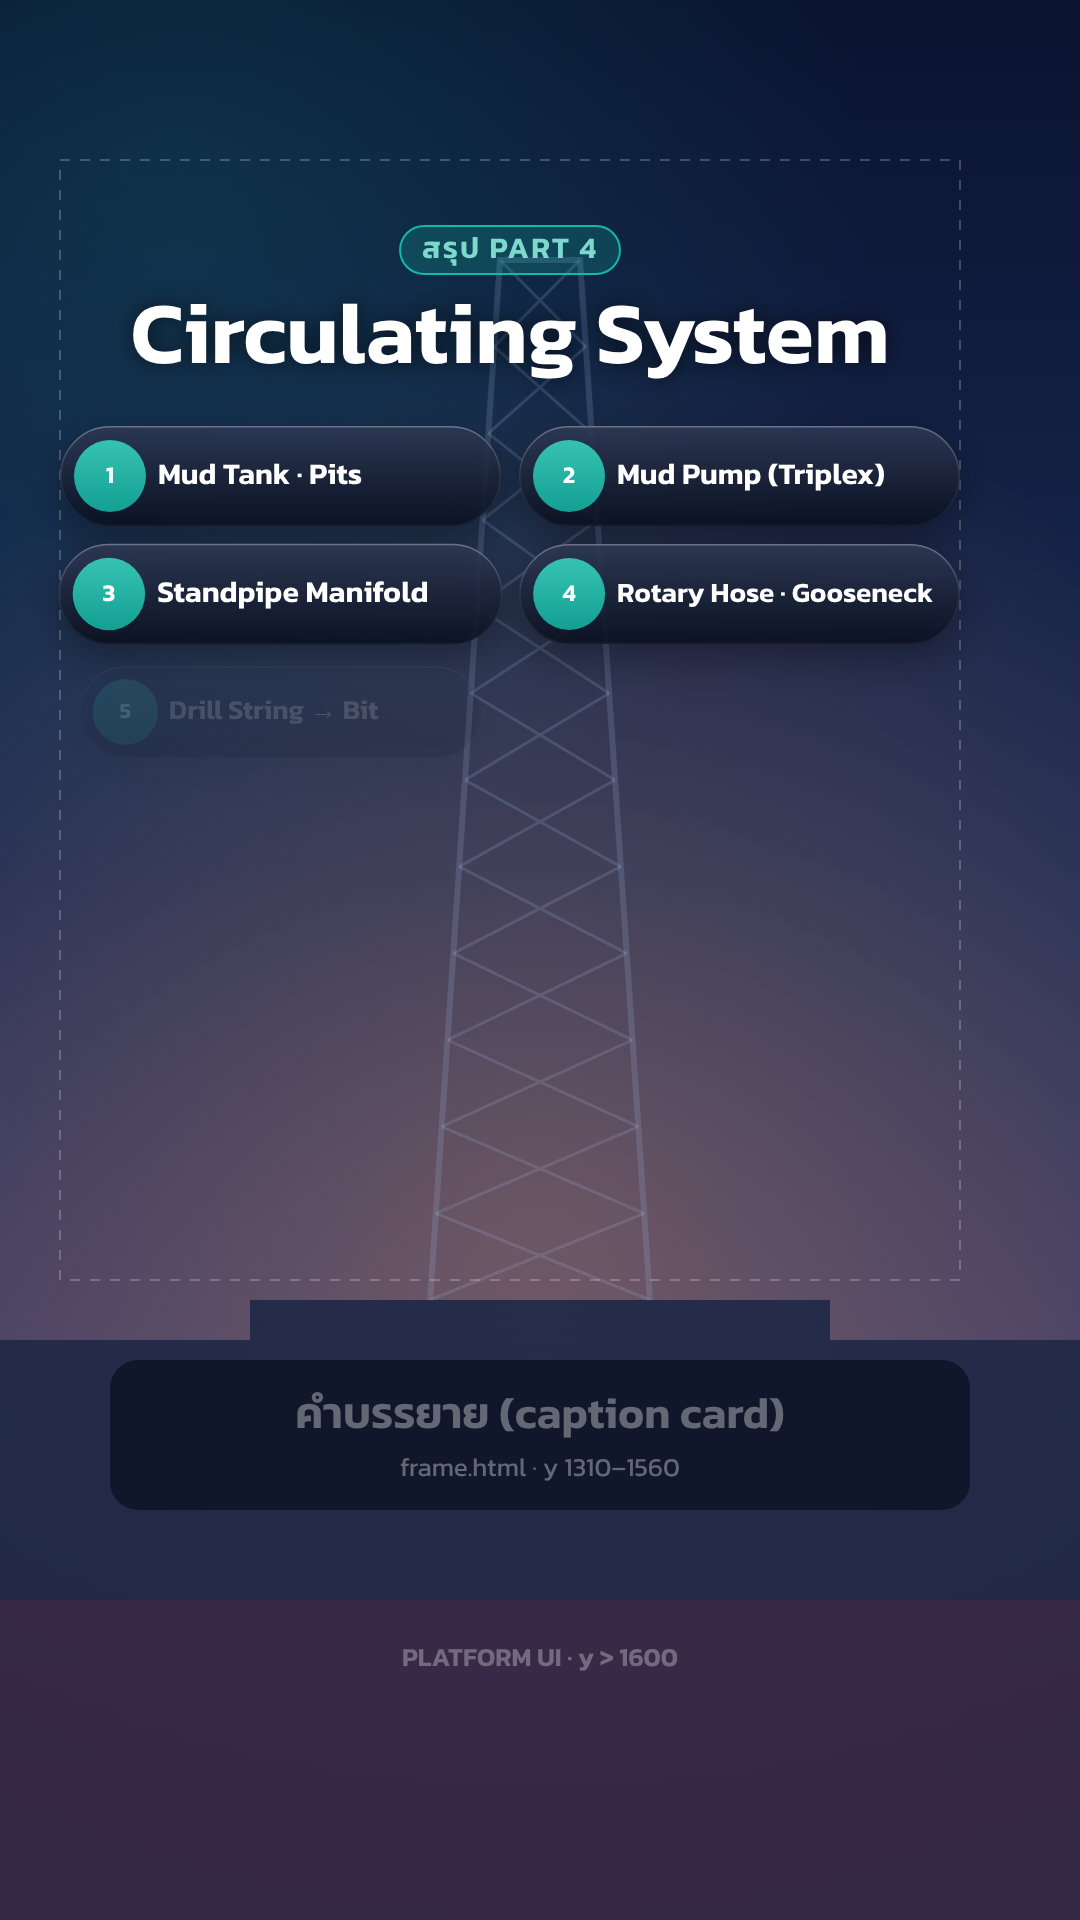 สรุป PART 4
Circulating System
1 Mud Tank · Pits
2 Mud Pump (Triplex)
3 Standpipe Manifold
4 Rotary Hose · Gooseneck
5 Drill String → Bit
คำบรรยาย (caption card)
frame.html · y 1310–1560
PLATFORM UI · y > 1600